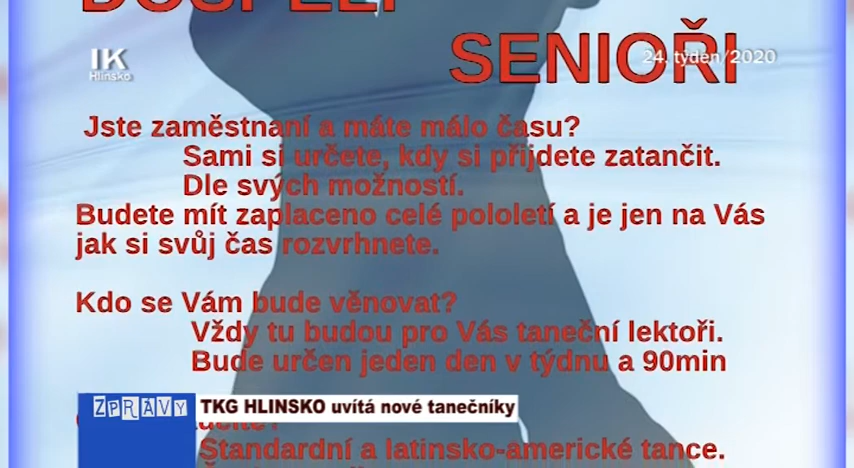 DOSPĚLÍ
SENIOŘI
IK
Hlinsko
24. týden/2020
Jste zaměstnaní a máte málo času?
Sami si určete, kdy si přijdete zatančit.
Dle svých možností.
Budete mít zaplaceno celé pololetí a je jen na Vás
jak si svůj čas rozvrhnete.
Kdo se Vám bude věnovat?
Vždy tu budou pro Vás taneční lektoři.
Bude určen jeden den v týdnu a 90min
ZPRÁVY
TKG HLINSKO uvítá nové tanečníky
Standardní a latinsko-americké tance.